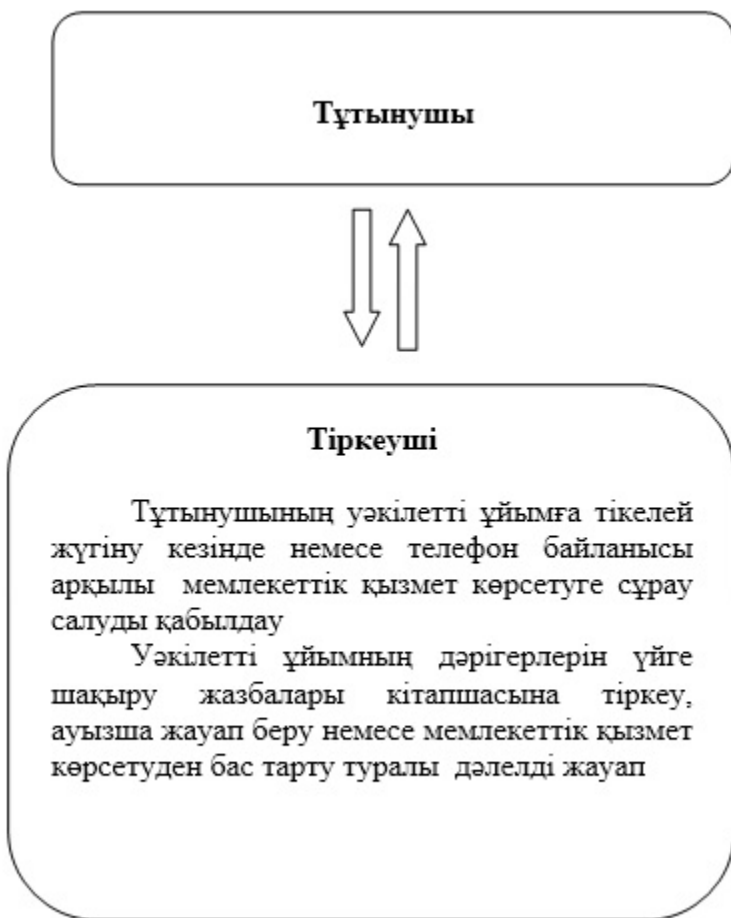 Тұтынушы
Тіркеуші
Тұтынушының уәкілетті ұйымға тікелей
жүгіну кезінде немесе телефон байланысы
арқылы мемлекеттік қызмет көрсетуге сұрау
салуды қабылдау
Уәкілетті ұйымның дәрігерлерін үйге
шақыру жазбалары кітапшасына тіркеу,
ауызша жауап беру немесе мемлекеттік қызмет
көрсетуден бас тарту туралы дәлелді жауап